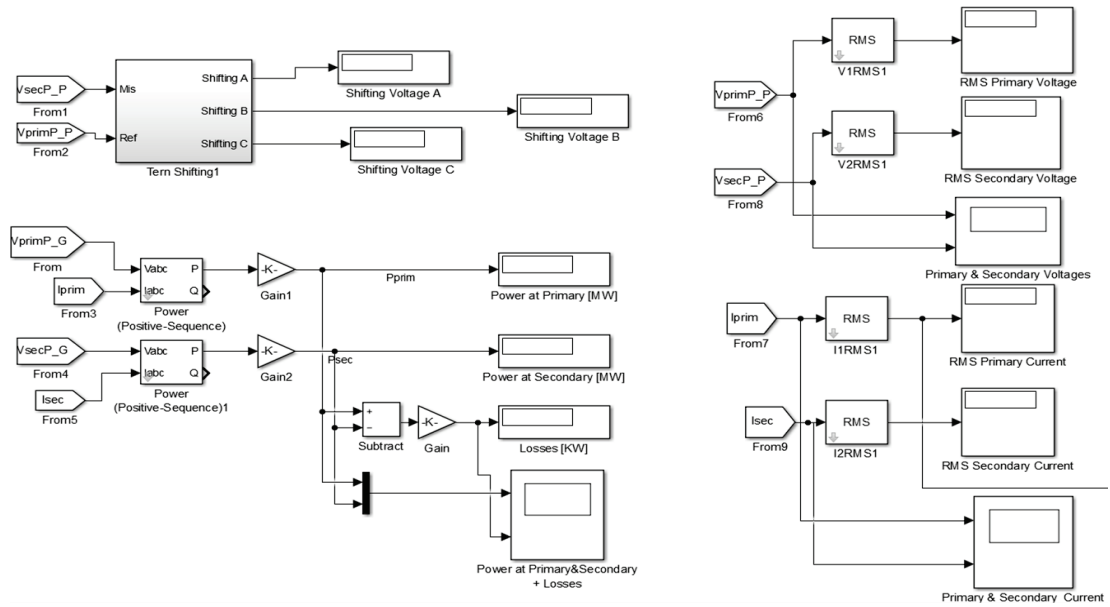 VsecP_P
From1
VprimP_P
From2
Mis
Ref
Shifting A
Shifting B
Shifting C
Tern Shifting1
Shifting Voltage A
Shifting Voltage B
Shifting Voltage C
VprimP_G
From
Iprim
From3
Vabc
Iabc
P
Q
Power
(Positive-Sequence)
-K-
Gain1
Pprim
Power at Primary [MW]
VsecP_G
From4
Isec
From5
Vabc
Iabc
P
Q
Power
(Positive-Sequence)1
-K-
Gain2
Psec
Power at Secondary [MW]
+
−
Subtract
-K-
Gain
Losses [KW]
Power at Primary&Secondary
+ Losses
VprimP_P
From6
RMS
V1RMS1
RMS Primary Voltage
VsecP_P
From8
RMS
V2RMS1
RMS Secondary Voltage
Primary & Secondary Voltages
Iprim
From7
RMS
I1RMS1
RMS Primary Current
Isec
From9
RMS
I2RMS1
RMS Secondary Current
Primary & Secondary Current